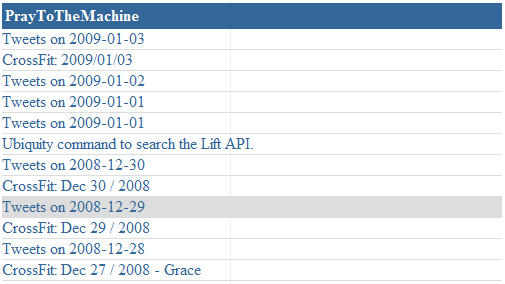 PrayToTheMachine
Tweets on 2009-01-03
CrossFit: 2009/01/03
Tweets on 2009-01-02
Tweets on 2009-01-01
Tweets on 2009-01-01
Ubiquity command to search the Lift API.
Tweets on 2008-12-30
CrossFit: Dec 30 / 2008
Tweets on 2008-12-29
CrossFit: Dec 29 / 2008
Tweets on 2008-12-28
CrossFit: Dec 27 / 2008 - Grace